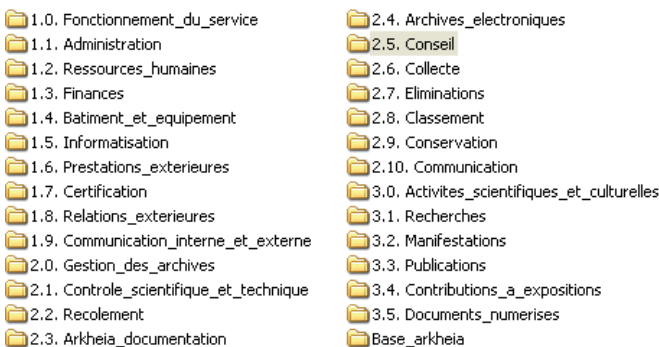 1.0. Fonctionnement_du_service
1.1. Administration
1.2. Ressources_humaines
1.3. Finances
1.4. Batiment_et_equipement
1.5. Informatisation
1.6. Prestations_exterieures
1.7. Certification
1.8. Relations_exterieures
1.9. Communication_interne_et_externe
2.0. Gestion_des_archives
2.1. Controle_scientifique_et_technique
2.2. Recolement
2.3. Arkheia_documentation
2.4. Archives_electroniques
2.5. Conseil
2.6. Collecte
2.7. Eliminations
2.8. Classement
2.9. Conservation
2.10. Communication
3.0. Activites_scientifiques_et_culturelles
3.1. Recherches
3.2. Manifestations
3.3. Publications
3.4. Contributions_a_expositions
3.5. Documents_numerises
Base_arkheia